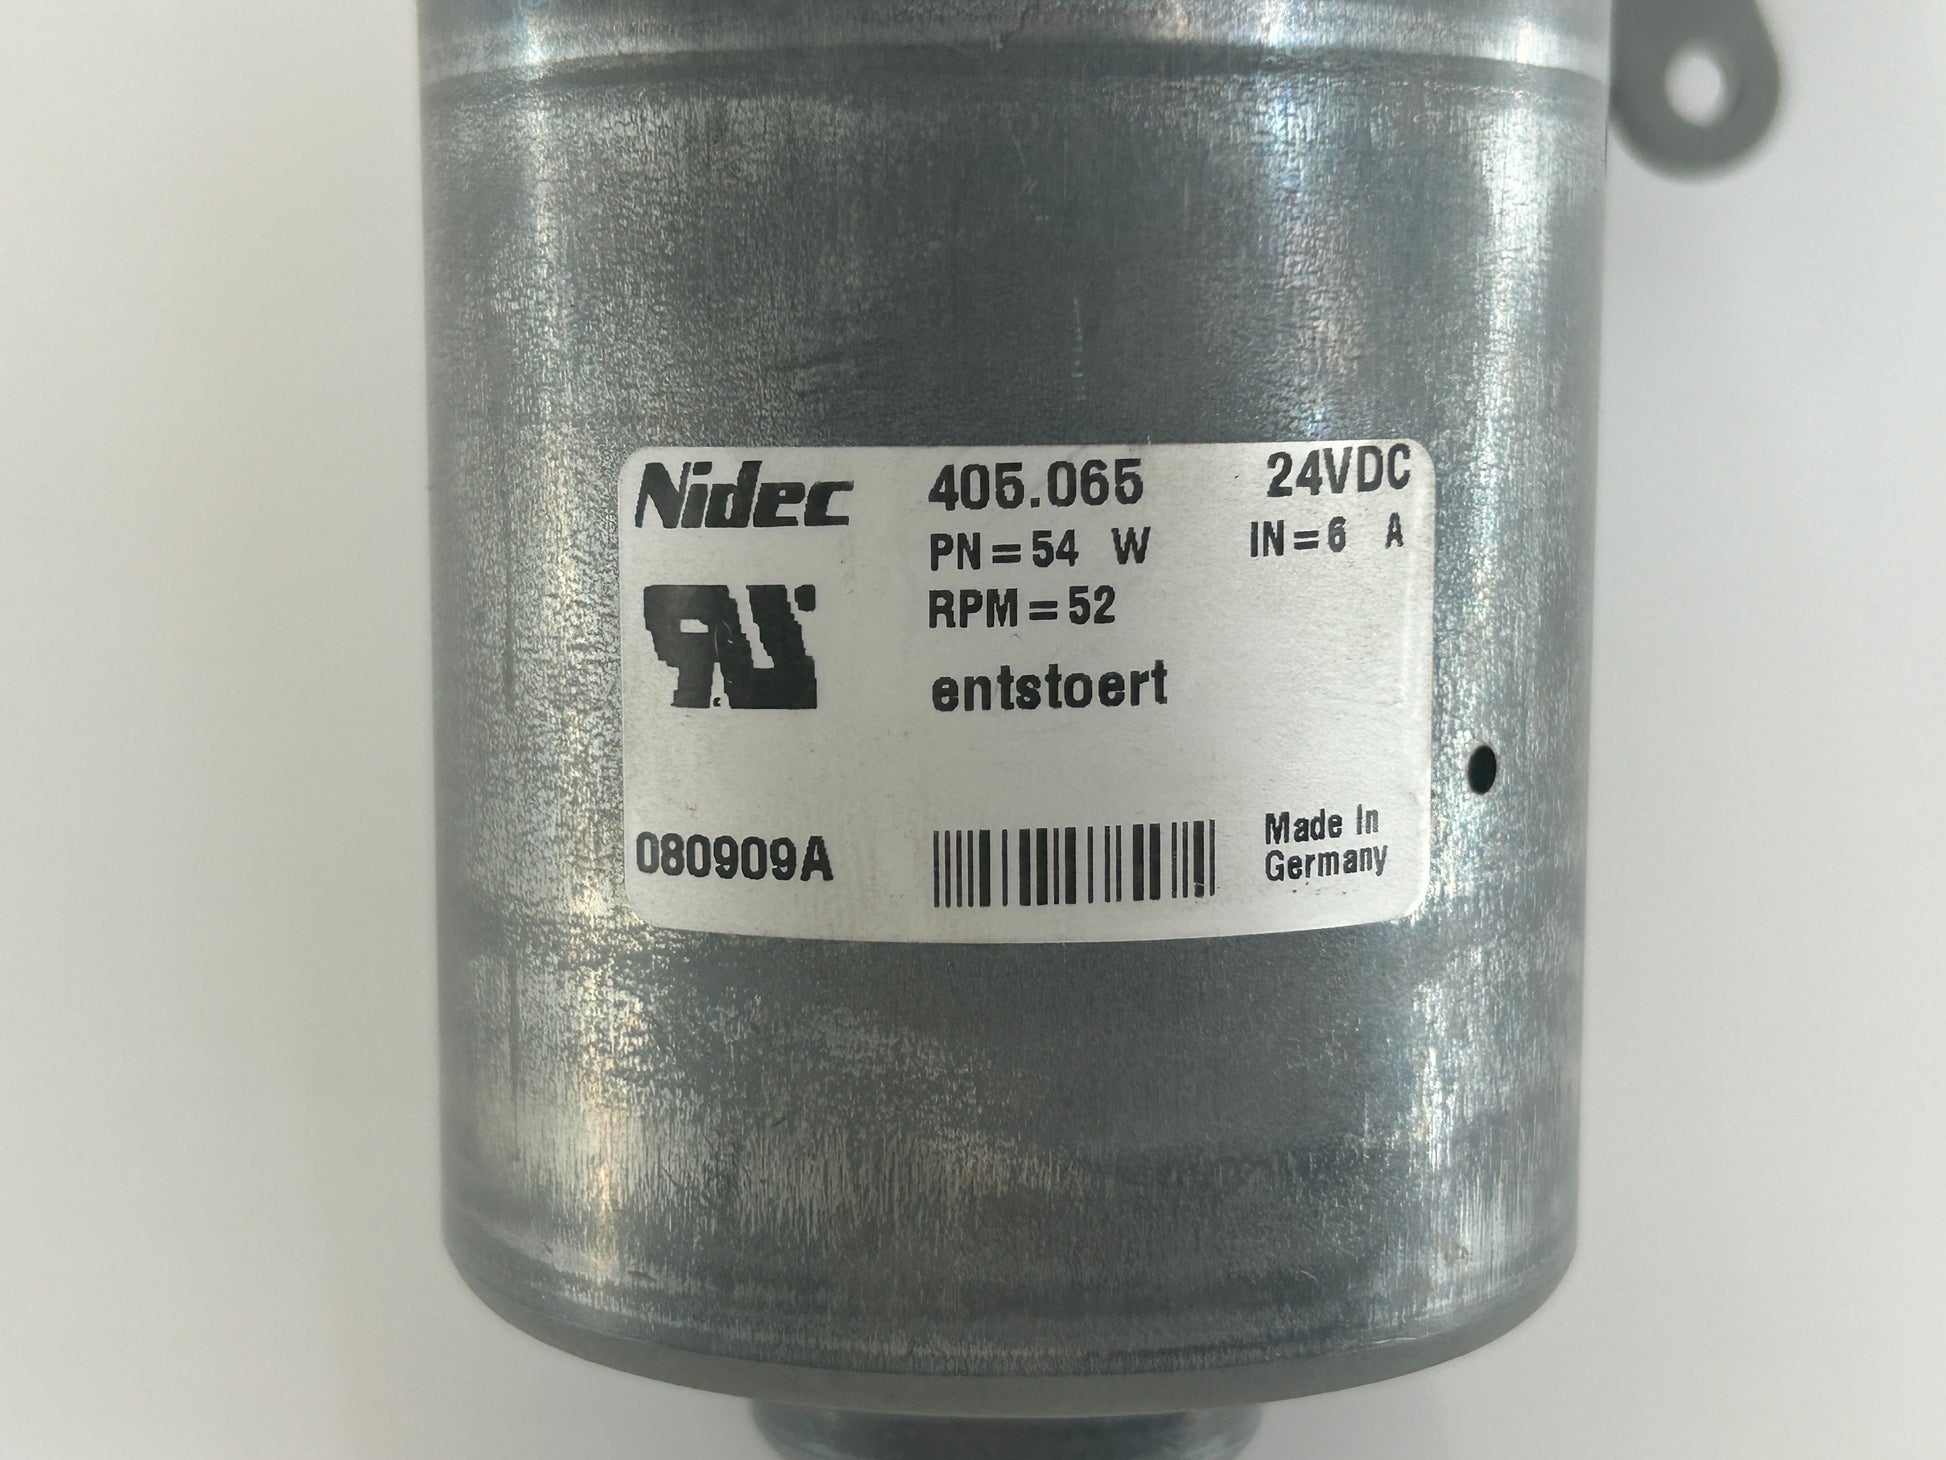 Nidec 405.065 24VDC
PN=54 W IN=6 A
RPM=52
entstoert
080909A
Made In
Germany